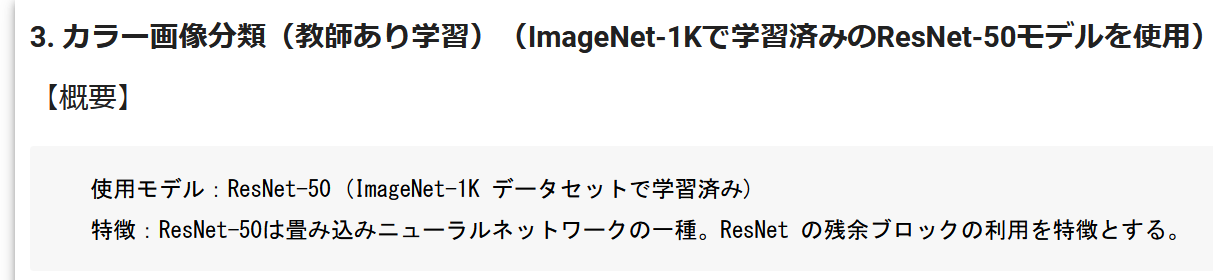 3. カラー画像分類（教師あり学習）（ImageNet-1Kで学習済みのResNet-50モデルを使用）
【概要】
使用モデル：ResNet-50（ImageNet-1K データセットで学習済み）
特徴：ResNet-50は畳み込みニューラルネットワークの一種。ResNet の残余ブロックの利用を特徴とする。